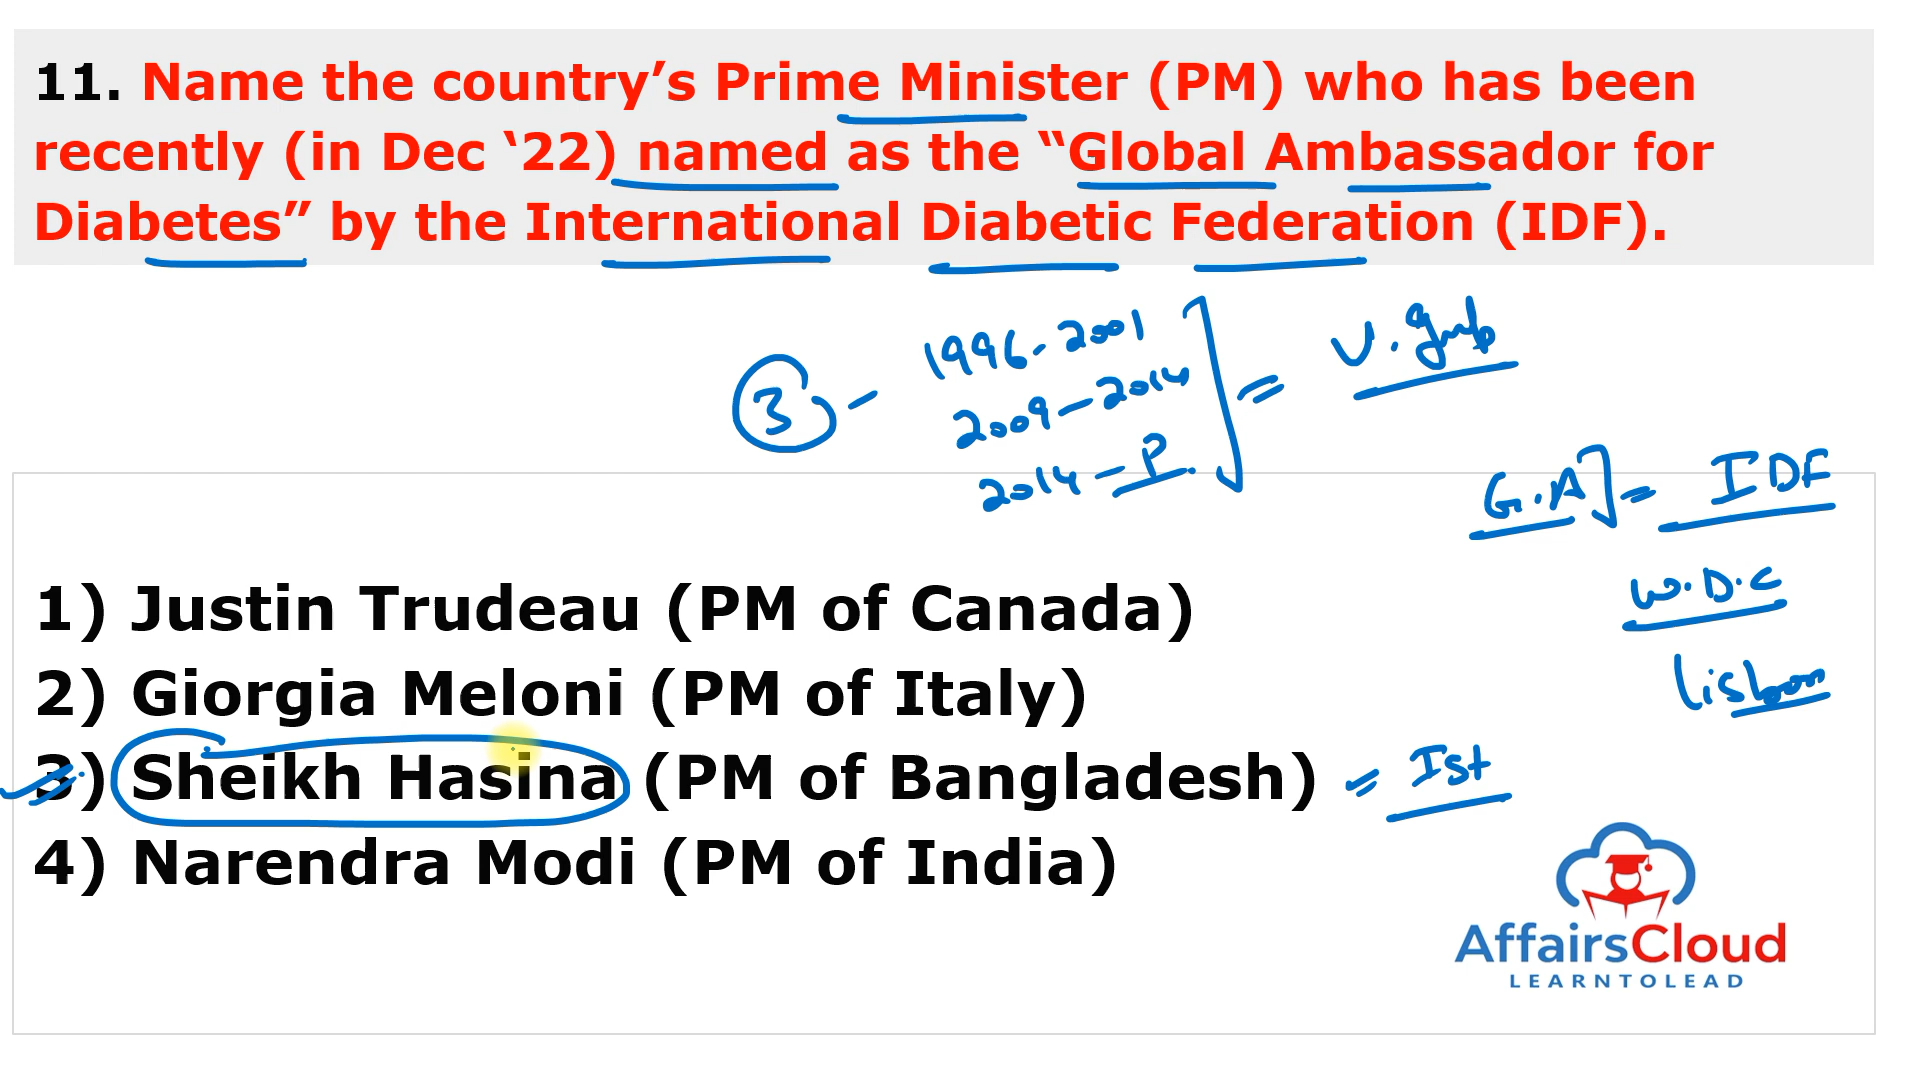 11. Name the country’s Prime Minister (PM) who has been
recently (in Dec ‘22) named as the “Global Ambassador for
Diabetes” by the International Diabetic Federation (IDF).
3 - 1996-2001
2009-2014
2014-P.
= V.
G.A] = IDF
W.D.C
Lisbon
1) Justin Trudeau (PM of Canada)
2) Giorgia Meloni (PM of Italy)
3) Sheikh Hasina (PM of Bangladesh) = Ist
4) Narendra Modi (PM of India)
AffairsCloud
LEARNTOLEAD